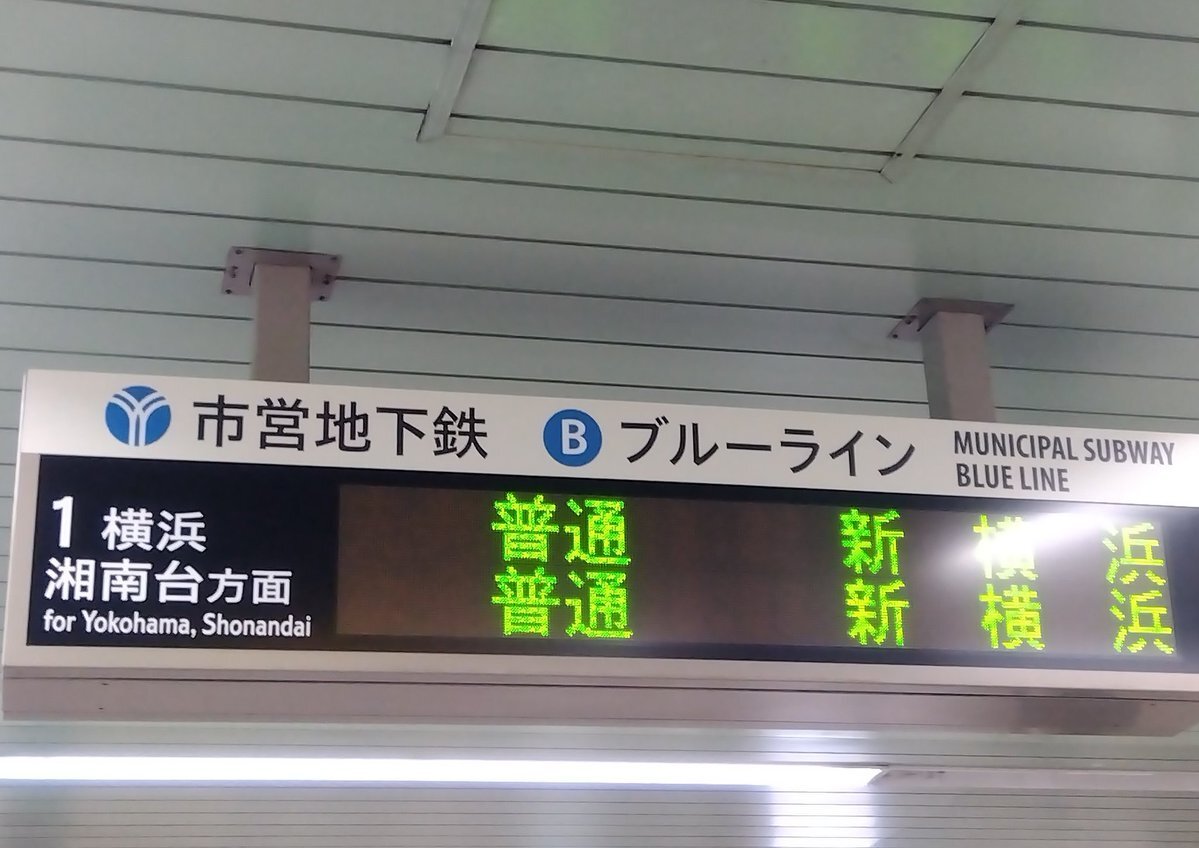 市営地下鉄 B ブルーライン MUNICIPAL SUBWAY
BLUE LINE
1 横浜
湘南台方面
for Yokohama, Shonandai
普通 新横浜
普通 新横浜